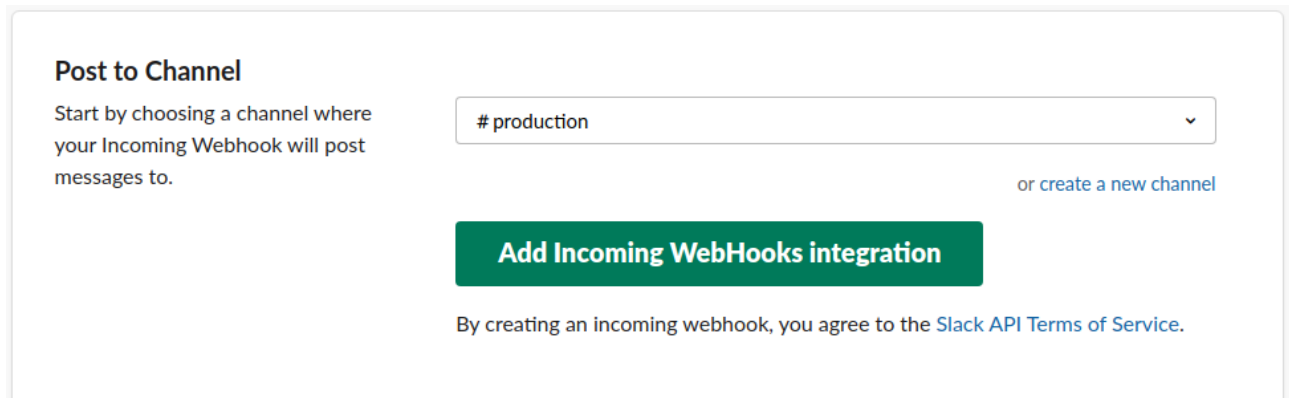 Post to Channel
Start by choosing a channel where
your Incoming Webhook will post
messages to.
# production
or create a new channel
Add Incoming WebHooks integration
By creating an incoming webhook, you agree to the Slack API Terms of Service.